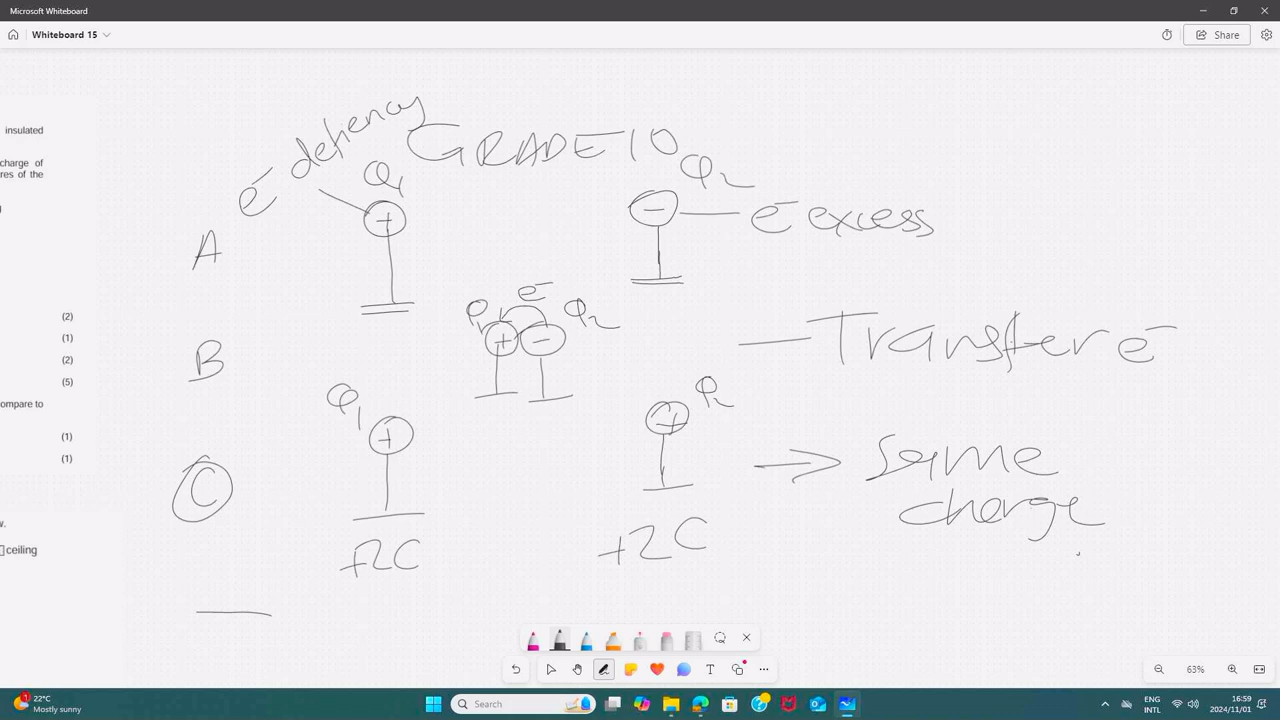 Microsoft Whiteboard
Whiteboard 15
Share
insulated
charge of
res of the
(2)
(1)
(2)
(5)
ompare to
(1)
(1)
w.
ceiling
GRADE 10
e⁻ defiency
Q1
+
Q2
−
e⁻ excess
A
e⁻
Q1
Q2
+ −
— Transfer e⁻
B
Q1
+
Q2
+
→ same
charge
C
+2C
+2C
63%
22°C
Mostly sunny
Search
ENG
INTL
16:59
2024/11/01